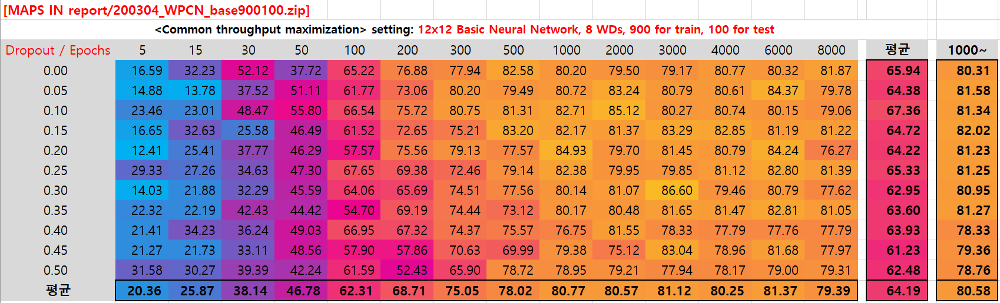 [MAPS IN report/200304_WPCN_base900100.zip]
<Common throughput maximization> setting: 12x12 Basic Neural Network, 8 WDs, 900 for train, 100 for test
Dropout / Epochs 5 15 30 50 100 200 300 500 1000 2000 3000 4000 6000 8000 평균 1000~
0.00 16.59 32.23 52.12 37.72 65.22 76.88 77.94 82.58 80.20 79.50 79.17 80.77 80.32 81.87 65.94 80.31
0.05 14.88 13.78 37.52 51.11 61.77 73.06 80.20 79.49 80.72 83.24 80.79 80.61 84.37 79.78 64.38 81.58
0.10 23.46 23.01 48.47 55.80 66.54 75.72 80.75 81.31 82.71 85.12 80.27 80.74 80.15 79.06 67.36 81.34
0.15 16.65 32.63 25.58 46.49 61.52 72.65 75.21 83.20 82.17 81.37 83.29 82.85 81.19 81.22 64.72 82.02
0.20 12.41 25.41 37.77 46.29 57.57 75.56 79.13 77.57 84.93 79.70 81.45 80.79 84.24 76.27 64.22 81.23
0.25 29.33 27.26 34.63 47.30 67.65 69.38 72.46 79.14 82.38 79.95 79.85 81.12 82.80 81.39 65.33 81.25
0.30 14.03 21.88 32.29 45.59 64.06 65.69 74.51 77.56 80.14 81.07 86.60 79.46 80.79 77.62 62.95 80.95
0.35 22.32 22.19 42.43 44.42 54.70 69.19 74.44 73.12 80.17 80.48 81.65 81.47 82.81 81.05 63.60 81.27
0.40 21.41 34.23 36.24 49.03 66.95 67.32 74.37 75.57 76.75 81.55 78.33 77.79 77.76 77.79 63.93 78.33
0.45 21.27 21.73 33.11 48.56 57.90 57.86 70.63 69.99 79.38 75.12 83.04 78.96 81.68 77.97 61.23 79.36
0.50 31.58 30.27 39.39 42.24 61.59 52.43 65.90 78.72 78.95 79.21 77.94 78.17 79.00 79.31 62.48 78.76
평균 20.36 25.87 38.14 46.78 62.31 68.71 75.05 78.02 80.77 80.57 81.12 80.25 81.37 79.39 64.19 80.58